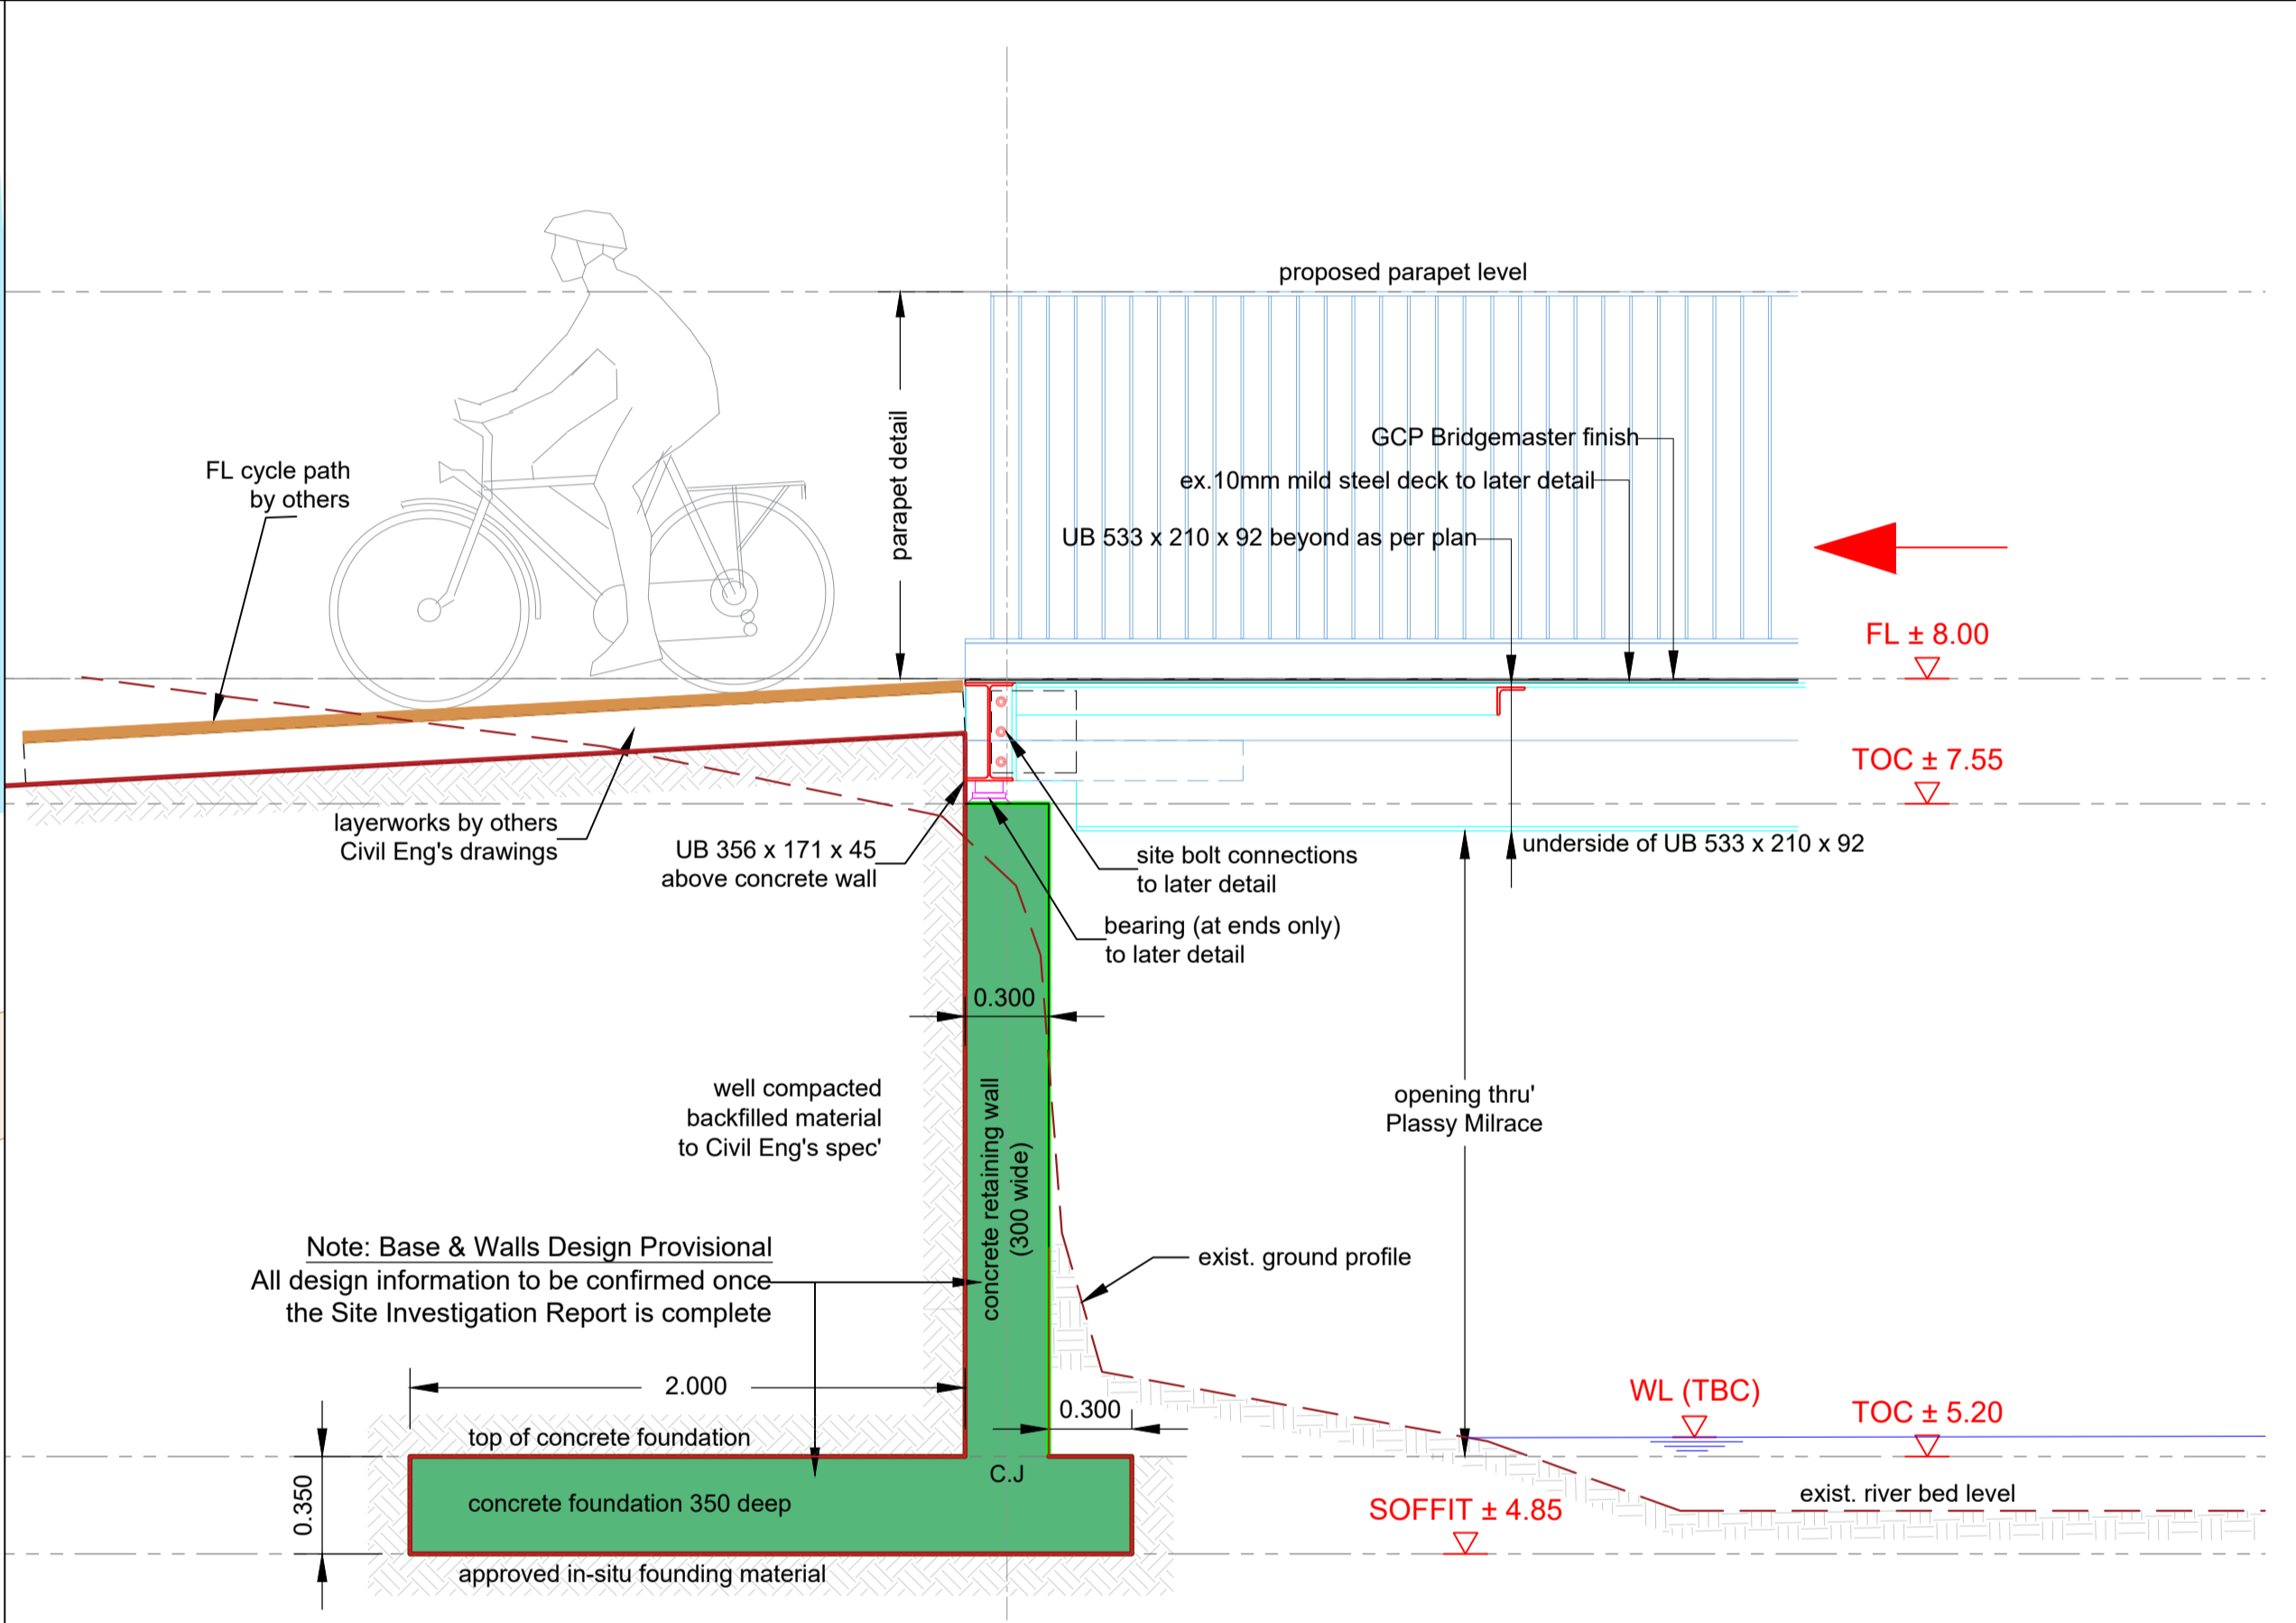 proposed parapet level
parapet detail
GCP Bridgemaster finish
ex.10mm mild steel deck to later detail
UB 533 x 210 x 92 beyond as per plan
FL cycle path
by others
FL ± 8.00
TOC ± 7.55
layerworks by others
Civil Eng's drawings
UB 356 x 171 x 45
above concrete wall
underside of UB 533 x 210 x 92
site bolt connections
to later detail
bearing (at ends only)
to later detail
0.300
well compacted
backfilled material
to Civil Eng's spec'
concrete retaining wall
(300 wide)
opening thru'
Plassy Milrace
Note: Base & Walls Design Provisional
All design information to be confirmed once
the Site Investigation Report is complete
exist. ground profile
2.000
0.300
WL (TBC)
TOC ± 5.20
top of concrete foundation
C.J
0.350
concrete foundation 350 deep
SOFFIT ± 4.85
exist. river bed level
approved in-situ founding material